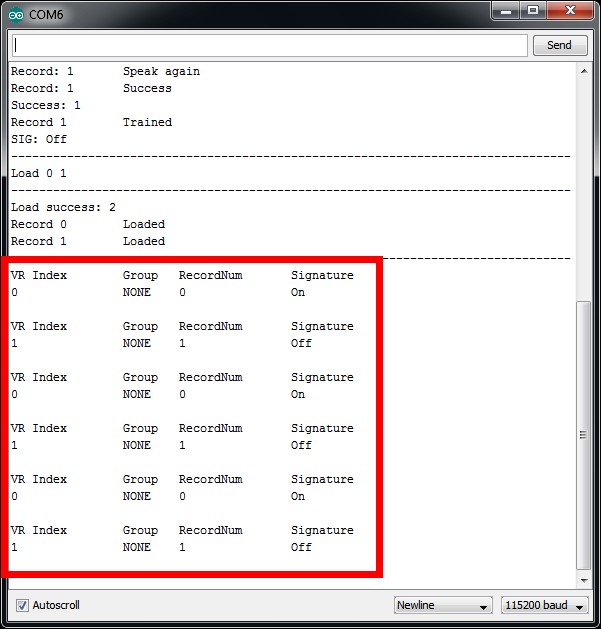 COM6
Send
Record: 1 Speak again
Record: 1 Success
Success: 1
Record 1 Trained
SIG: Off
--------------------------------------------------------------------------------
Load 0 1
--------------------------------------------------------------------------------
Load success: 2
Record 0 Loaded
Record 1 Loaded
--------------------------------------------------------------------------------
VR Index Group RecordNum Signature
0 NONE 0 On
VR Index Group RecordNum Signature
1 NONE 1 Off
VR Index Group RecordNum Signature
0 NONE 0 On
VR Index Group RecordNum Signature
1 NONE 1 Off
VR Index Group RecordNum Signature
0 NONE 0 On
VR Index Group RecordNum Signature
1 NONE 1 Off
Autoscroll Newline 115200 baud